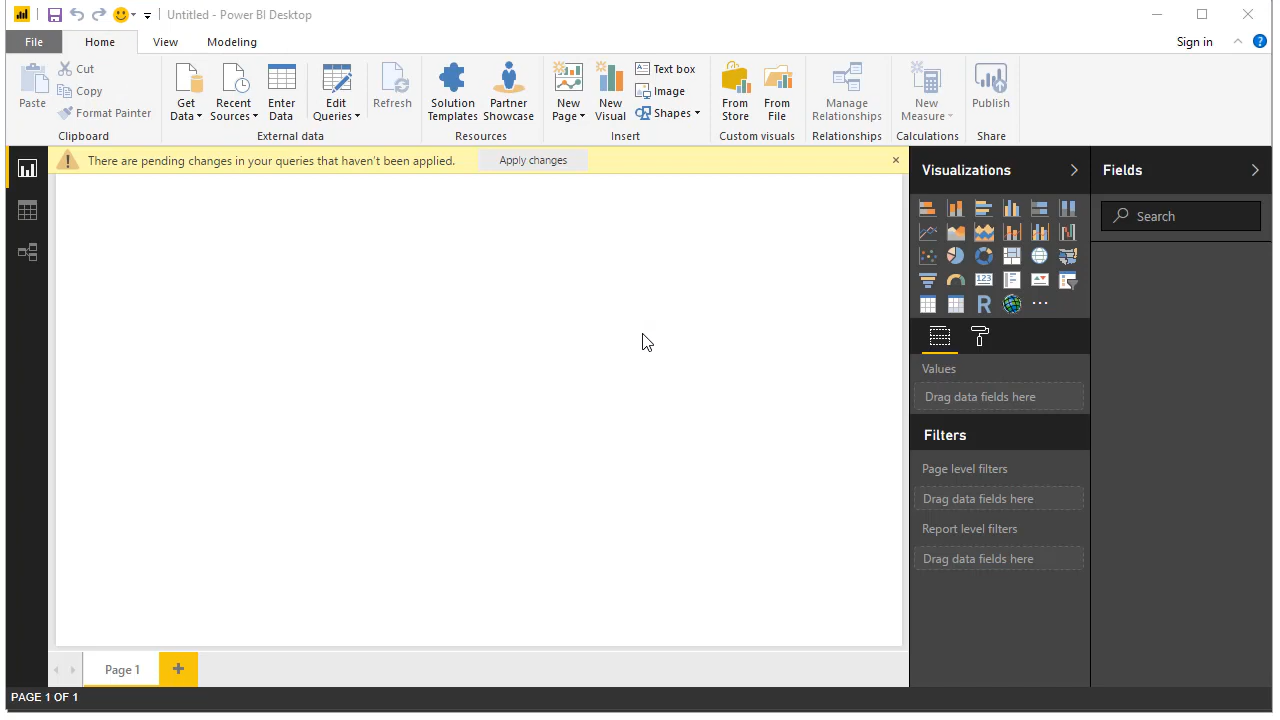 Untitled - Power BI Desktop
File Home View Modeling Sign in
Paste
Cut
Copy
Format Painter
Clipboard
Get Data
Recent Sources
Enter Data
Edit Queries
Refresh
External data
Solution Templates
Partner Showcase
Resources
New Page
New Visual
Text box
Image
Shapes
Insert
From Store
From File
Custom visuals
Manage Relationships
Relationships
New Measure
Calculations
Publish
Share
There are pending changes in your queries that haven't been applied. Apply changes
Visualizations
Fields
Search
123
R
Values
Drag data fields here
Filters
Page level filters
Drag data fields here
Report level filters
Drag data fields here
Page 1
PAGE 1 OF 1